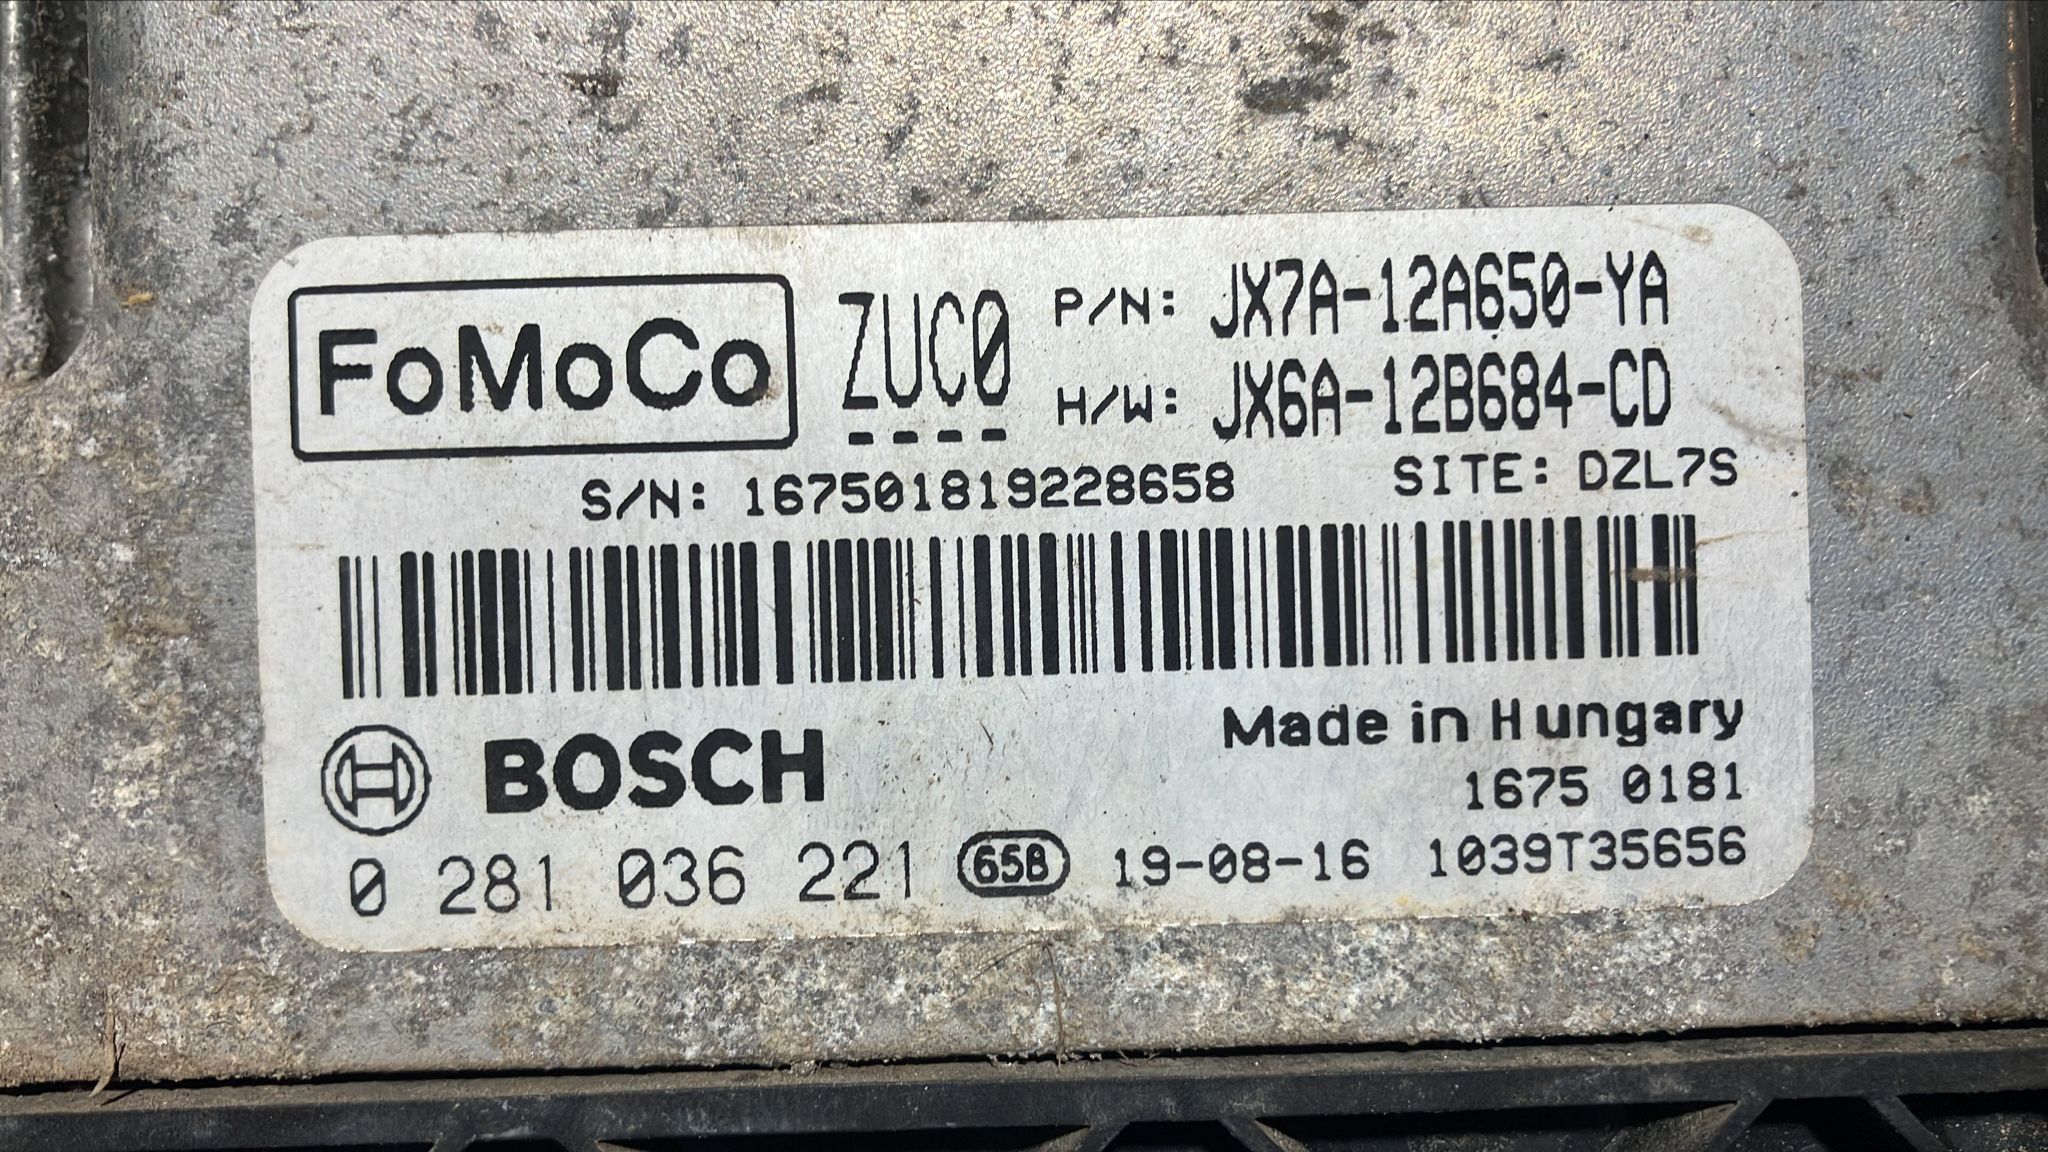 FoMoCo ZUC0 P/N: JX7A-12A650-YA
H/W: JX6A-12B684-CD
S/N: 167501819228658 SITE: DZL7S
BOSCH Made in Hungary
1675 0181
0 281 036 221 65B 19-08-16 1039T35656